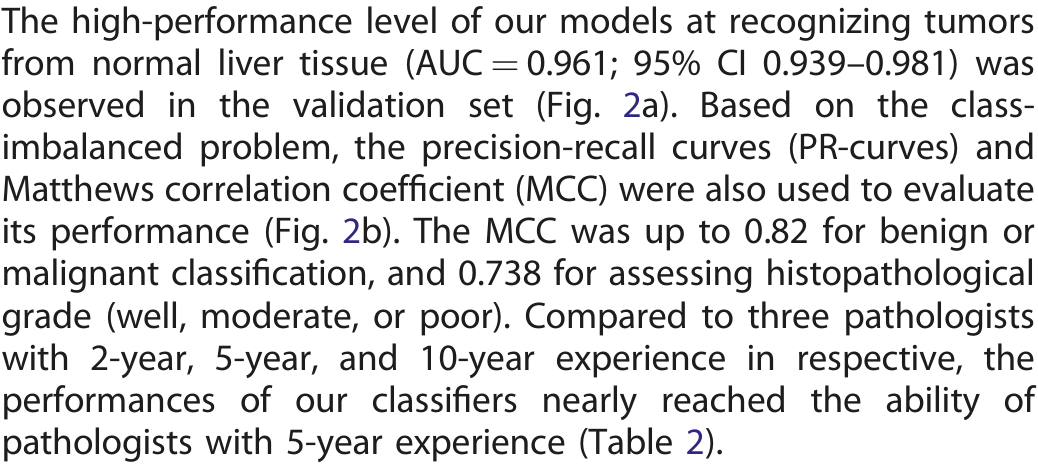 The high-performance level of our models at recognizing tumors
from normal liver tissue (AUC = 0.961; 95% CI 0.939–0.981) was
observed in the validation set (Fig. 2a). Based on the class-
imbalanced problem, the precision-recall curves (PR-curves) and
Matthews correlation coefficient (MCC) were also used to evaluate
its performance (Fig. 2b). The MCC was up to 0.82 for benign or
malignant classification, and 0.738 for assessing histopathological
grade (well, moderate, or poor). Compared to three pathologists
with 2-year, 5-year, and 10-year experience in respective, the
performances of our classifiers nearly reached the ability of
pathologists with 5-year experience (Table 2).